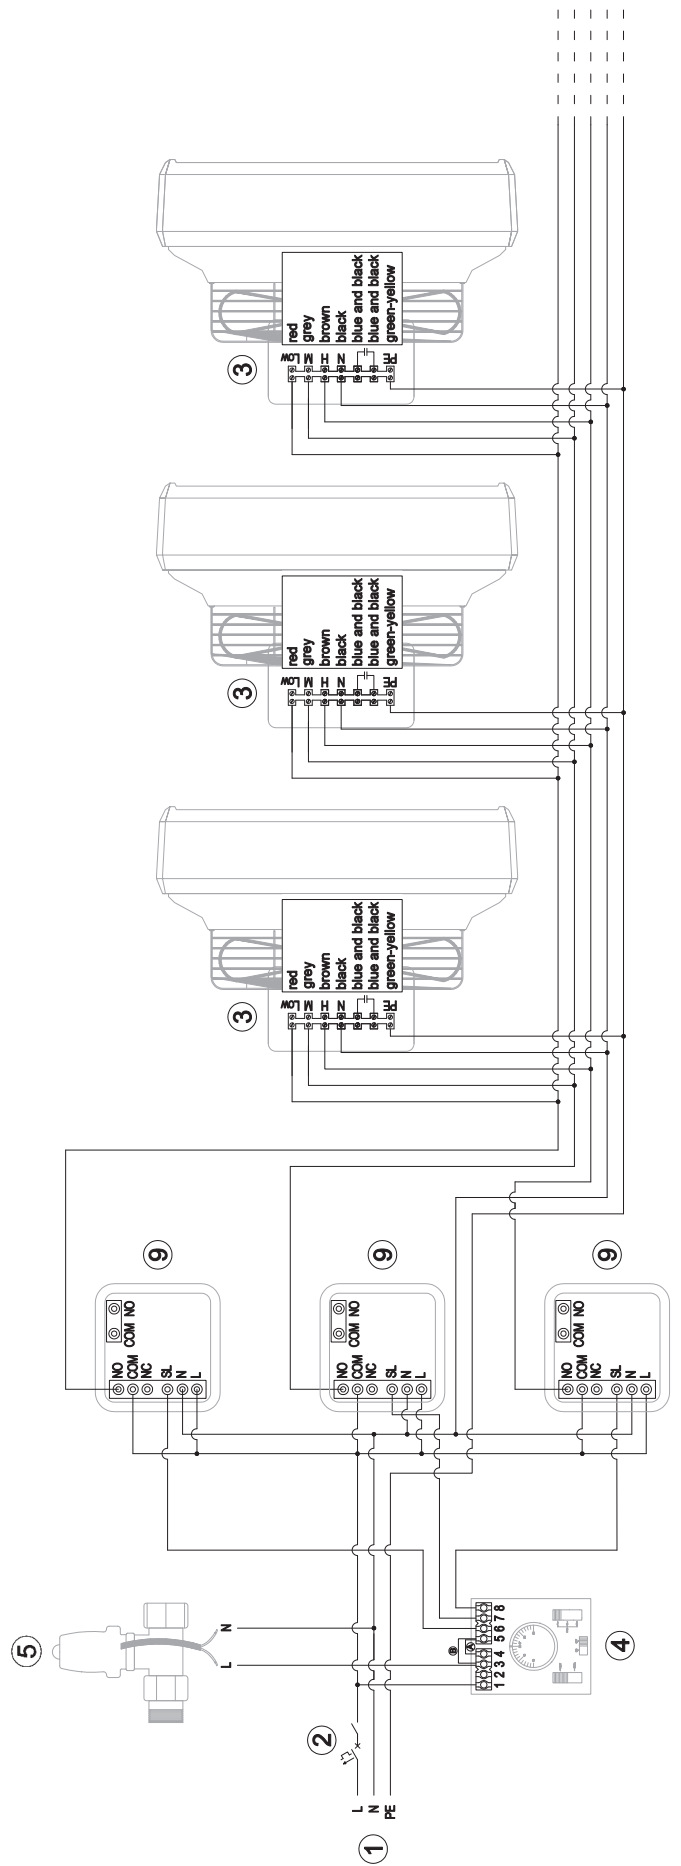 1
L
N
PE
2
5
L
N
4
1 2 3 4 5 6 7 8
A
B
9
NO
COM
NC
SL
N
L
COM NO
9
NO
COM
NC
SL
N
L
COM NO
9
NO
COM
NC
SL
N
L
COM NO
3
Low
M
H
N
PE
red
grey
brown
black
blue and black
blue and black
green-yellow
3
Low
M
H
N
PE
red
grey
brown
black
blue and black
blue and black
green-yellow
3
Low
M
H
N
PE
red
grey
brown
black
blue and black
blue and black
green-yellow